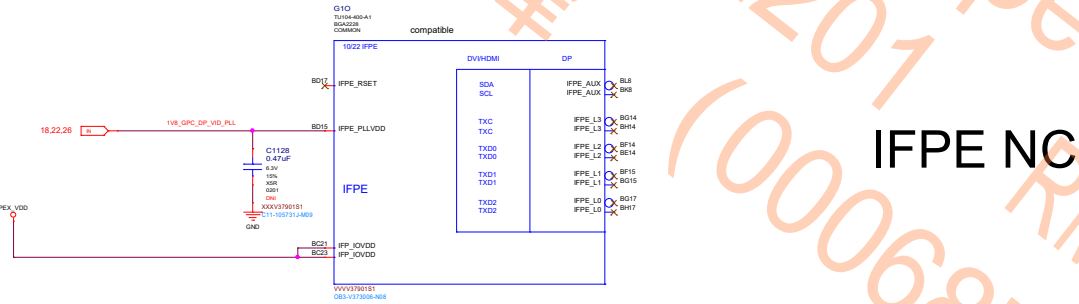 G1O
TU104-400-A1
BGA2228
COMMON
compatible
10/22 IFPE
DVI/HDMI
DP
BD17
IFPE_RSET
SDA
SCL
IFPE_AUX
IFPE_AUX
BL8
BK8
18,22,26
IN
1V8_GPC_DP_VID_PLL
BD15
IFPE_PLLVDD
TXC
TXC
IFPE_L3
IFPE_L3
BG14
BH14
TXD0
TXD0
IFPE_L2
IFPE_L2
BF14
BE14
TXD1
TXD1
IFPE_L1
IFPE_L1
BF15
BG15
TXD2
TXD2
IFPE_L0
IFPE_L0
BG17
BH17
IFPE NC
C1128
0.47uF
6.3V
15%
X5R
0201
DNI
XXXV37901S1
C11-105731J-M09
GND
IFPE
PEX_VDD
BC21
IFP_IOVDD
BC23
IFP_IOVDD
VVVV37901S1
OB3-V373006-N08
201
(00068